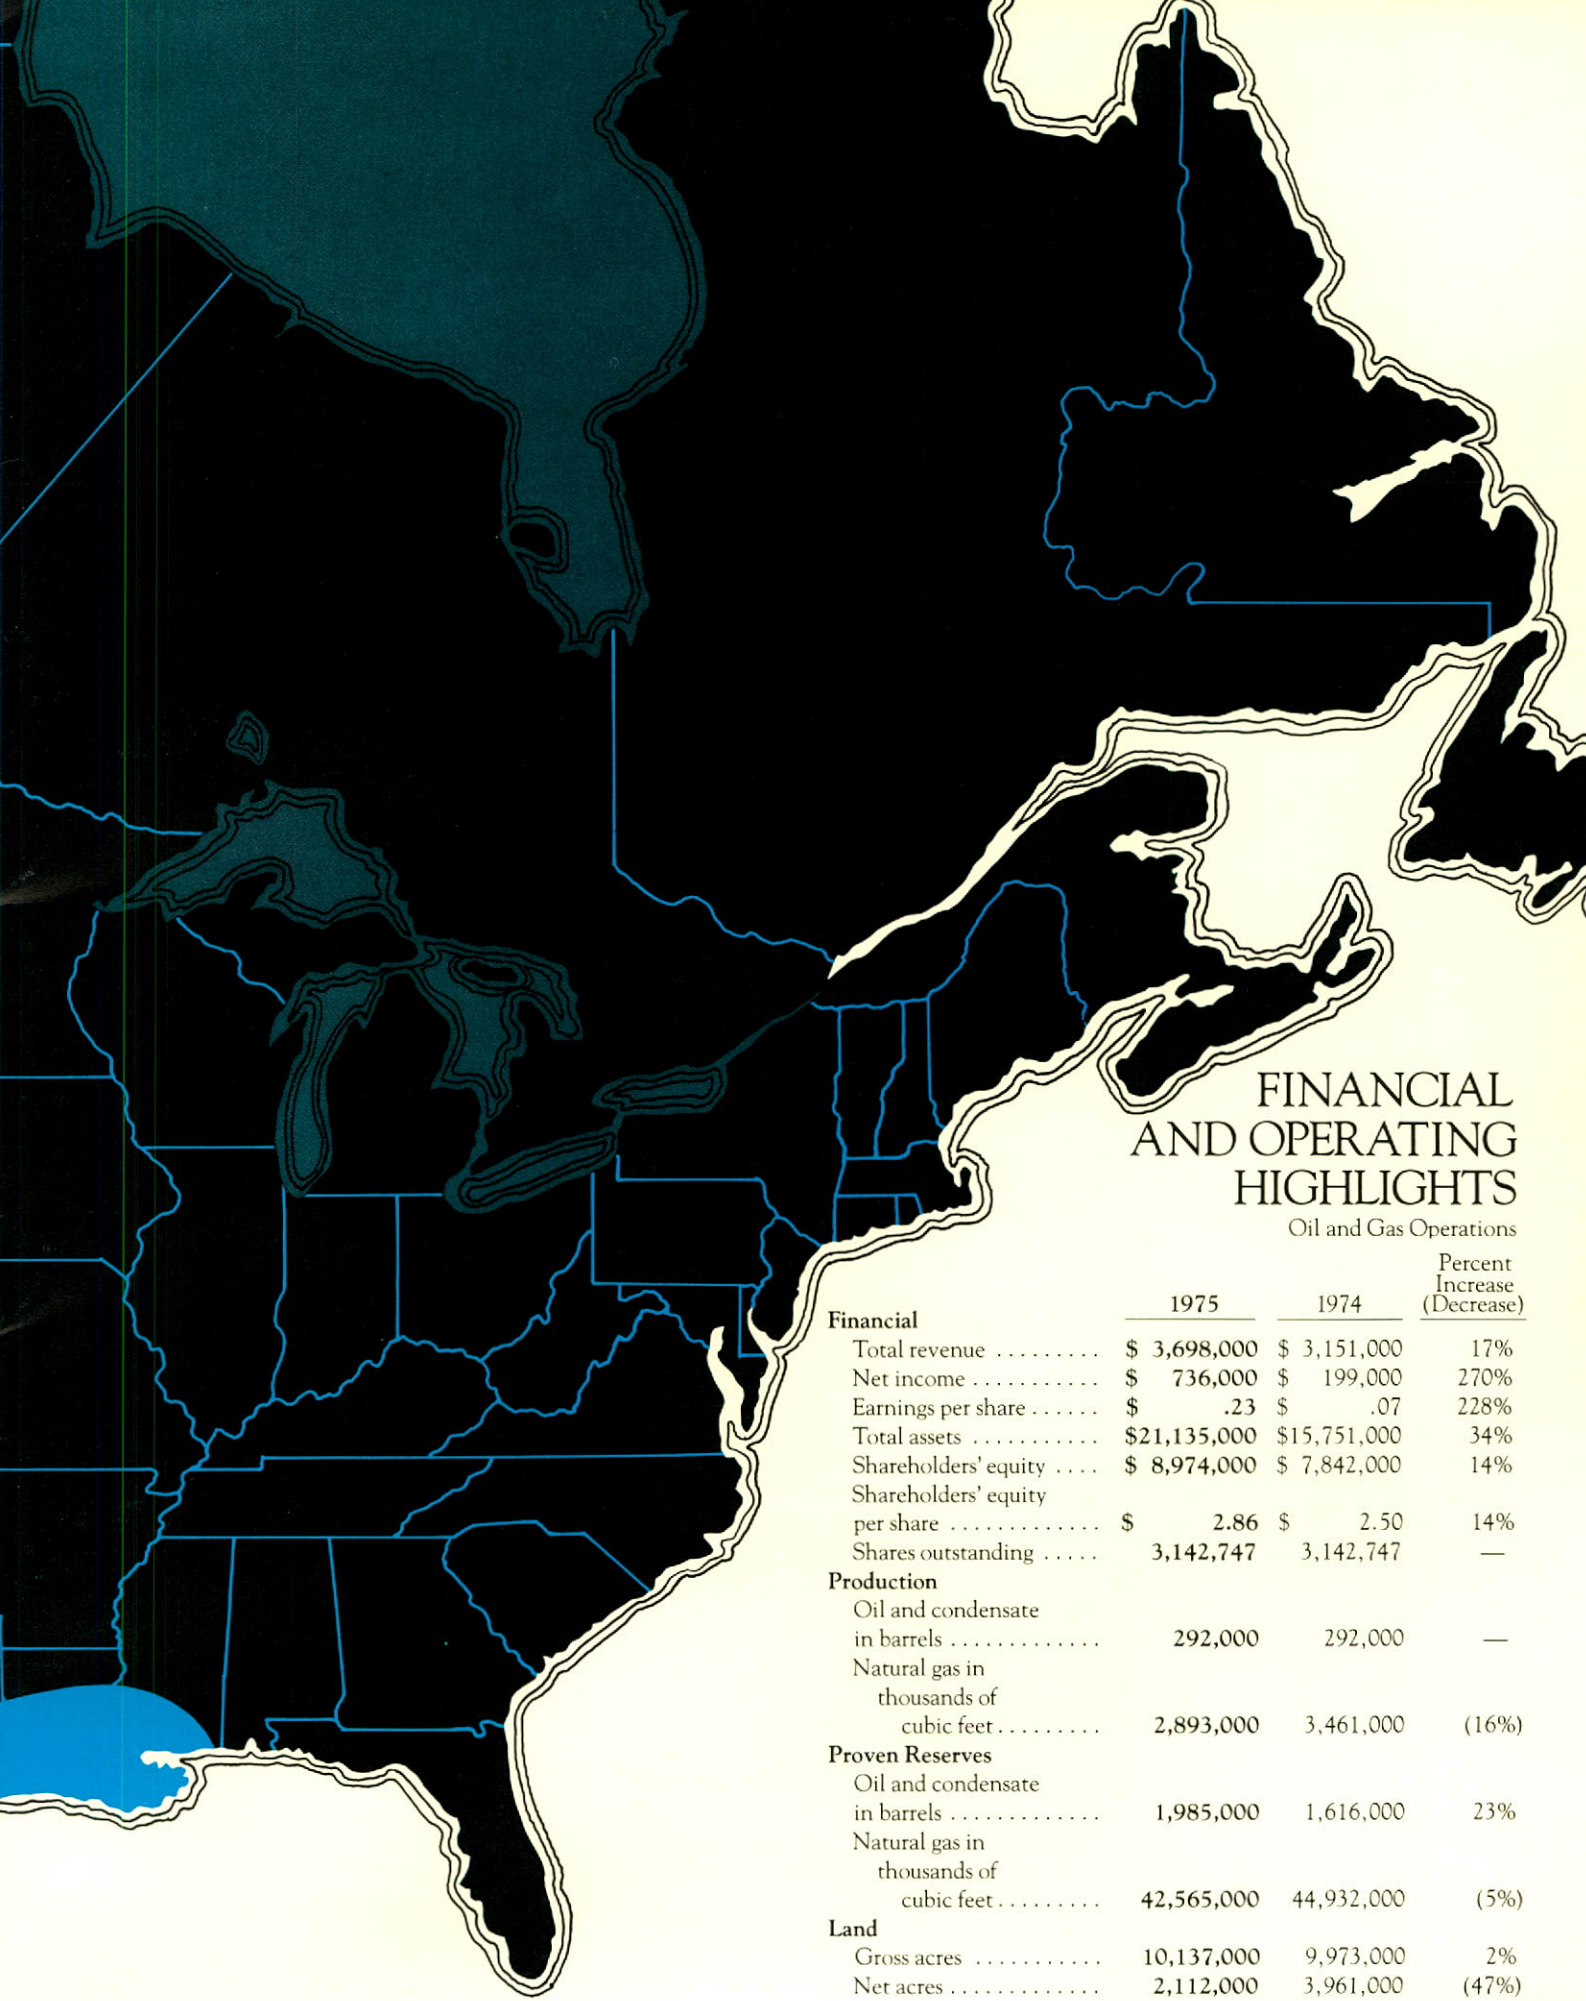 FINANCIAL
AND OPERATING
HIGHLIGHTS
Oil and Gas Operations
Percent
Increase
1975 1974 (Decrease)
Financial
Total revenue ......... $ 3,698,000 $ 3,151,000 17%
Net income ........... $ 736,000 $ 199,000 270%
Earnings per share ...... $ .23 $ .07 228%
Total assets ........... $21,135,000 $15,751,000 34%
Shareholders' equity .... $ 8,974,000 $ 7,842,000 14%
Shareholders' equity
per share ............. $ 2.86 $ 2.50 14%
Shares outstanding ..... 3,142,747 3,142,747 —
Production
Oil and condensate
in barrels ............. 292,000 292,000 —
Natural gas in
thousands of
cubic feet ......... 2,893,000 3,461,000 (16%)
Proven Reserves
Oil and condensate
in barrels ............. 1,985,000 1,616,000 23%
Natural gas in
thousands of
cubic feet ......... 42,565,000 44,932,000 (5%)
Land
Gross acres ........... 10,137,000 9,973,000 2%
Net acres ............. 2,112,000 3,961,000 (47%)